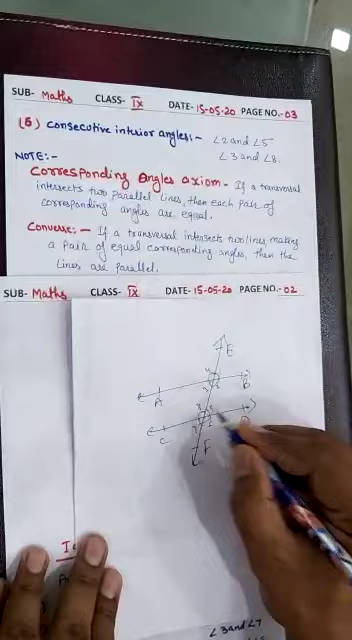 SUB- Maths CLASS- IX DATE- 15-05-20 PAGE NO.- 03
(5) Consecutive interior angles:- ∠2 and ∠5
∠3 and ∠8.
NOTE:-
Corresponding Angles axiom - If a transversal
intersects two parallel lines, then each pair of
corresponding angles are equal.
Converse:- If a transversal intersects two lines, making
a pair of equal corresponding angles, then the
lines are parallel.
SUB- Maths CLASS- IX DATE- 15-05-20 PAGE NO.- 02
E
A B
C
F
∠3 and ∠7